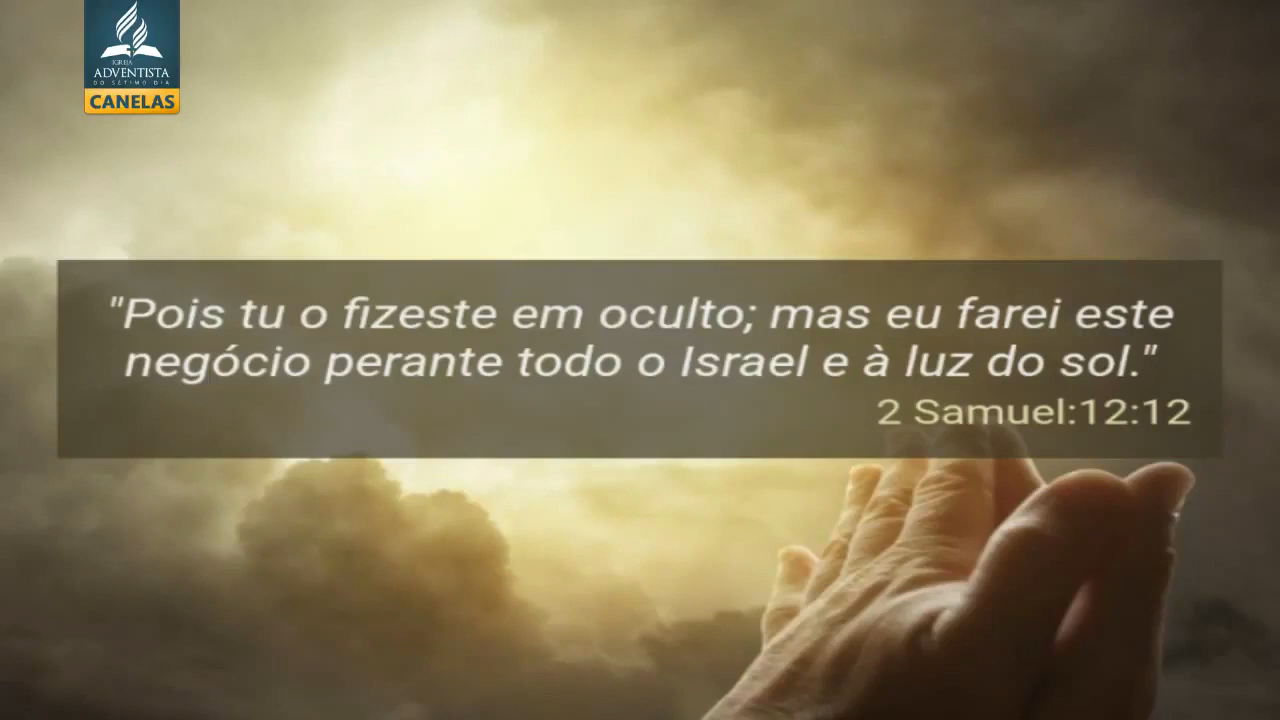 IGREJA
ADVENTISTA
DO SÉTIMO DIA
CANELAS
"Pois tu o fizeste em oculto; mas eu farei este
negócio perante todo o Israel e à luz do sol."
2 Samuel:12:12